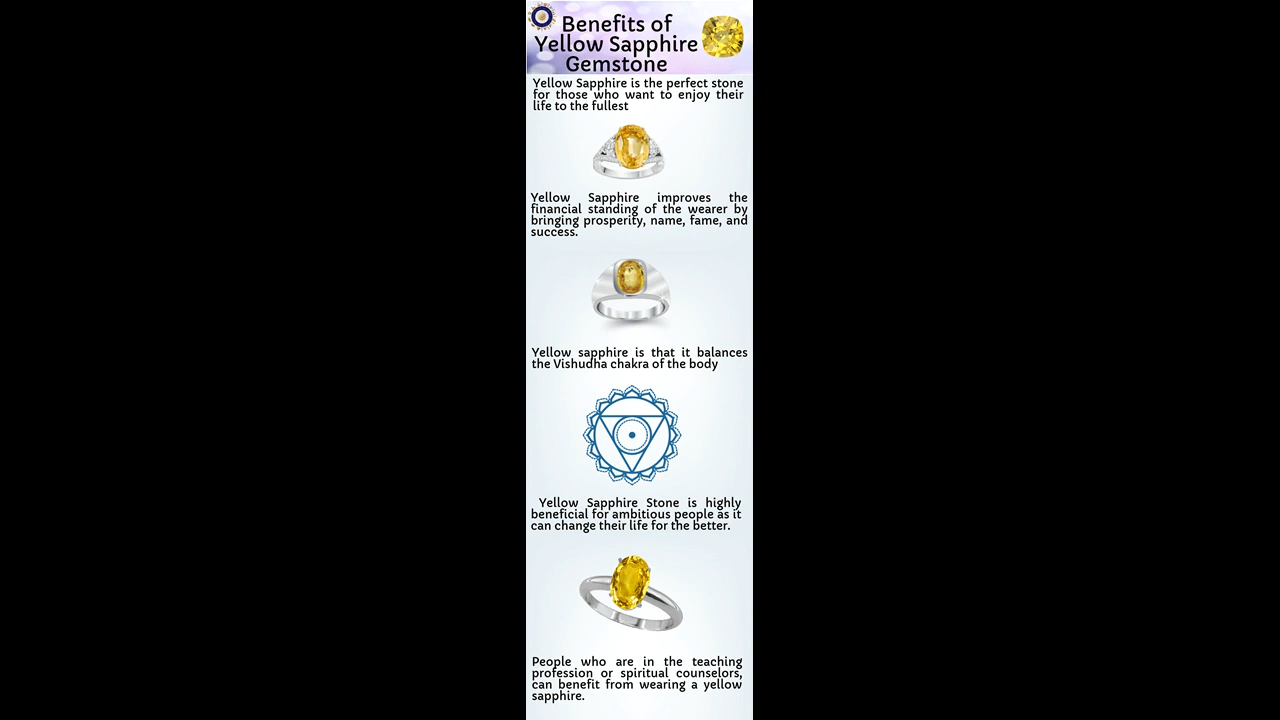 Benefits of
Yellow Sapphire
Gemstone
Yellow Sapphire is the perfect stone
for those who want to enjoy their
life to the fullest
Yellow Sapphire improves the
financial standing of the wearer by
bringing prosperity, name, fame, and
success.
Yellow sapphire is that it balances
the Vishudha chakra of the body
Yellow Sapphire Stone is highly
beneficial for ambitious people as it
can change their life for the better.
People who are in the teaching
profession or spiritual counselors,
can benefit from wearing a yellow
sapphire.